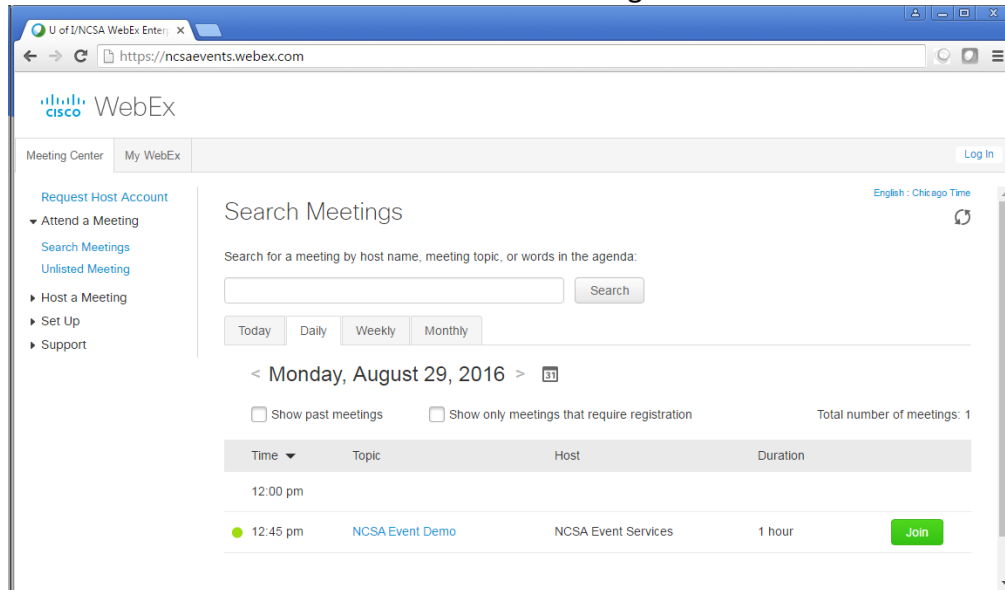 U of I/NCSA WebEx Enter
https://ncsaevents.webex.com
cisco WebEx
Meeting Center My WebEx Log In
Request Host Account
Attend a Meeting
Search Meetings
Unlisted Meeting
Host a Meeting
Set Up
Support
English : Chicago Time
Search Meetings
Search for a meeting by host name, meeting topic, or words in the agenda:
Search
Today Daily Weekly Monthly
< Monday, August 29, 2016 > 31
Show past meetings Show only meetings that require registration Total number of meetings: 1
Time Topic Host Duration
12:00 pm
12:45 pm NCSA Event Demo NCSA Event Services 1 hour Join